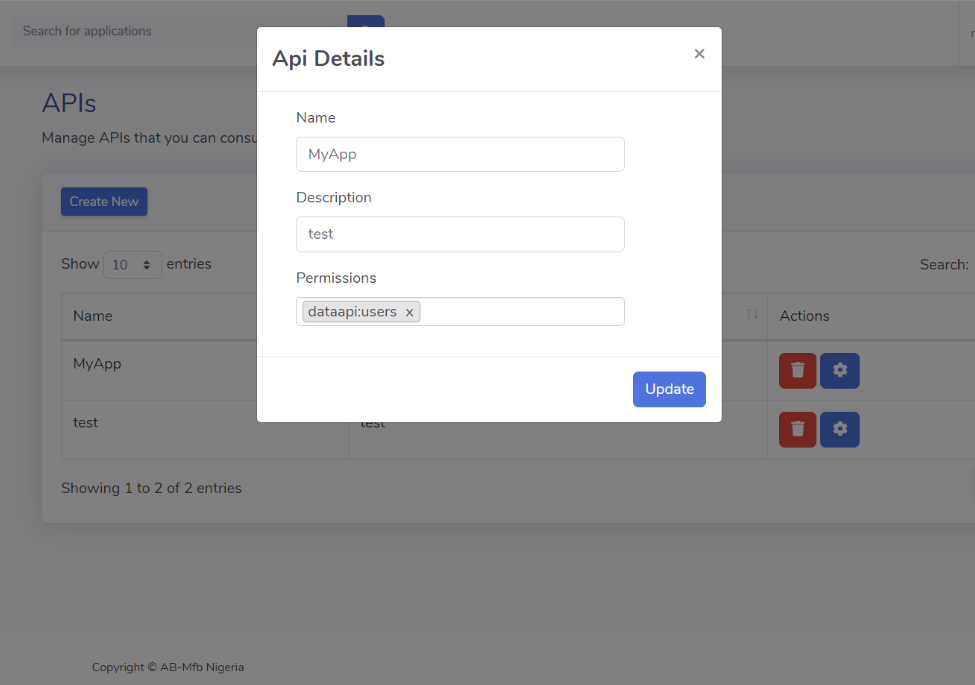 Search for applications
Api Details
×
APIs
Manage APIs that you can consu
Name
MyApp
Create New
Description
test
Show 10 entries
Search:
Permissions
dataapi:users ×
Name
Actions
MyApp
Update
test
test
Showing 1 to 2 of 2 entries
Copyright © AB-Mfb Nigeria